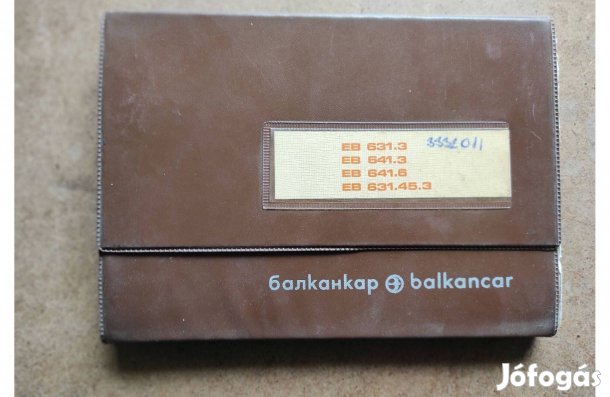 EB 631.3
EB 641.3
EB 641.6
EB 631.45.3
балканкар balkancar
Jófogás